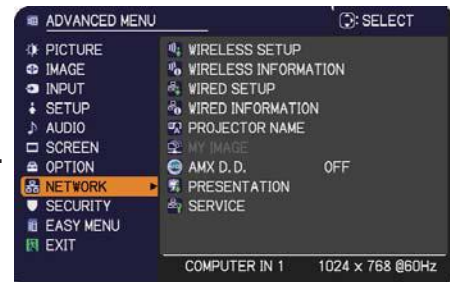 ADVANCED MENU : SELECT
PICTURE
IMAGE
INPUT
SETUP
AUDIO
SCREEN
OPTION
NETWORK
SECURITY
EASY MENU
EXIT
WIRELESS SETUP
WIRELESS INFORMATION
WIRED SETUP
WIRED INFORMATION
PROJECTOR NAME
MY IMAGE
AMX D.D. OFF
PRESENTATION
SERVICE
COMPUTER IN 1 1024 x 768 @60Hz